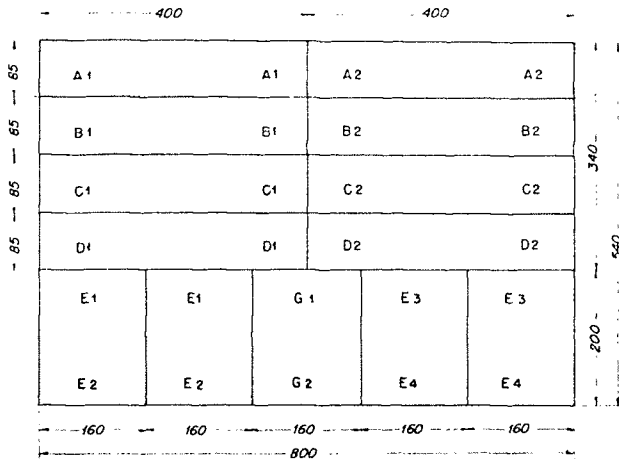 400 400
85 A1 A1 A2 A2
85 B1 B1 B2 B2
340
85 C1 C1 C2 C2
85 D1 D1 D2 D2
540
E1 E1 G1 E3 E3
200
E2 E2 G2 E4 E4
160 160 160 160 160
800